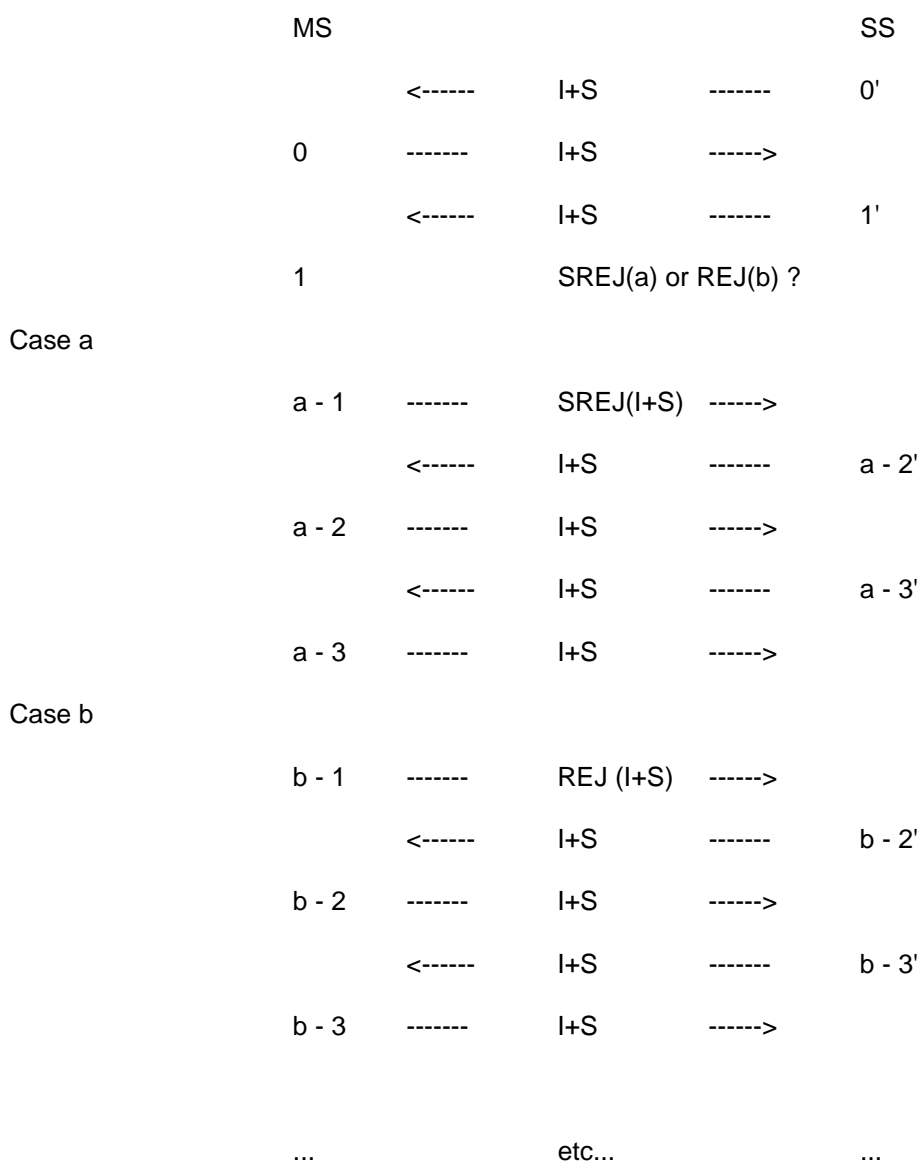 MS SS
<------ I+S ------- 0'
0 ------- I+S ------>
<------ I+S ------- 1'
1 SREJ(a) or REJ(b) ?
Case a
a - 1 ------- SREJ(I+S) ------>
<------ I+S ------- a - 2'
a - 2 ------- I+S ------>
<------ I+S ------- a - 3'
a - 3 ------- I+S ------>
Case b
b - 1 ------- REJ (I+S) ------>
<------ I+S ------- b - 2'
b - 2 ------- I+S ------>
<------ I+S ------- b - 3'
b - 3 ------- I+S ------>
... etc... ...